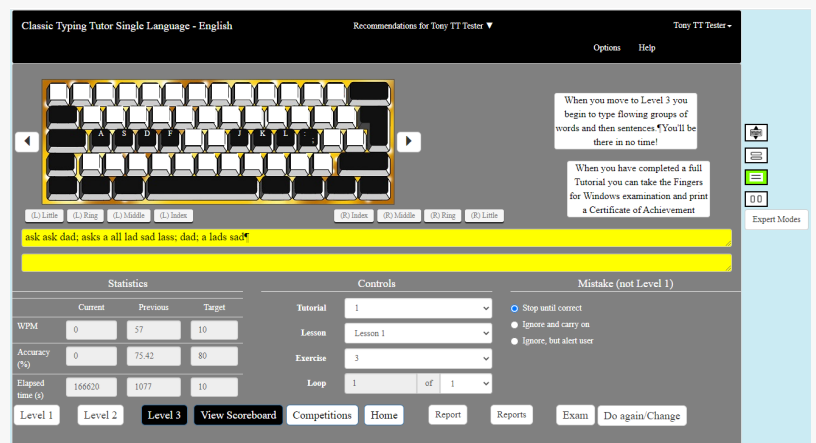 Classic Typing Tutor Single Language - English
Recommendations for Tony TT Tester ▼
Tony TT Tester
Options Help
When you move to Level 3 you
begin to type flowing groups of
words and then sentences.¶You'll be
there in no time!
A S D F J K L : ;
When you have completed a full
Tutorial you can take the Fingers
for Windows examination and print
a Certificate of Achievement
(L) Little (L) Ring (L) Middle (L) Index (R) Index (R) Middle (R) Ring (R) Little
Expert Modes
ask ask dad; asks a all lad sad lass; dad; a lads sad¶
Statistics
Current Previous Target
WPM 0 57 10
Accuracy
(%) 0 75.42 80
Elapsed
time (s) 166620 1077 10
Controls
Tutorial 1
Lesson Lesson 1
Exercise 3
Loop 1 of 1
Mistake (not Level 1)
Stop until correct
Ignore and carry on
Ignore, but alert user
Level 1 Level 2 Level 3 View Scoreboard Competitions Home Report Reports Exam Do again/Change